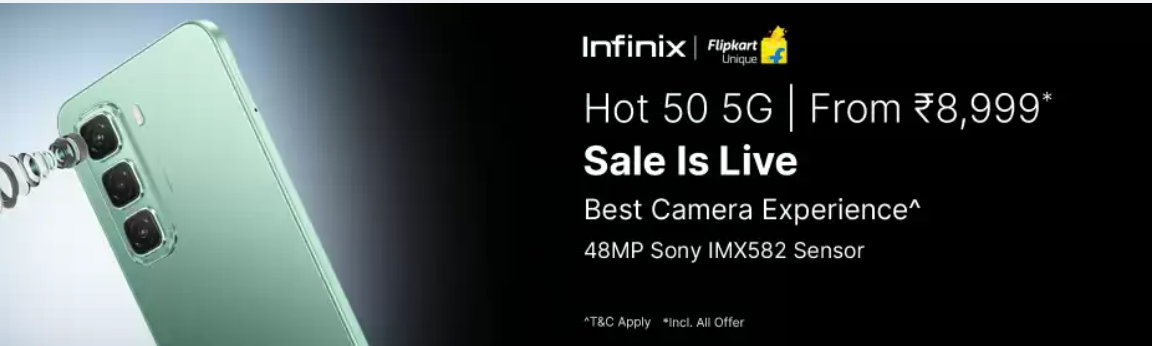 Infinix | Flipkart Unique
Hot 50 5G | From ₹8,999*
Sale Is Live
Best Camera Experience^
48MP Sony IMX582 Sensor
^T&C Apply *Incl. All Offer